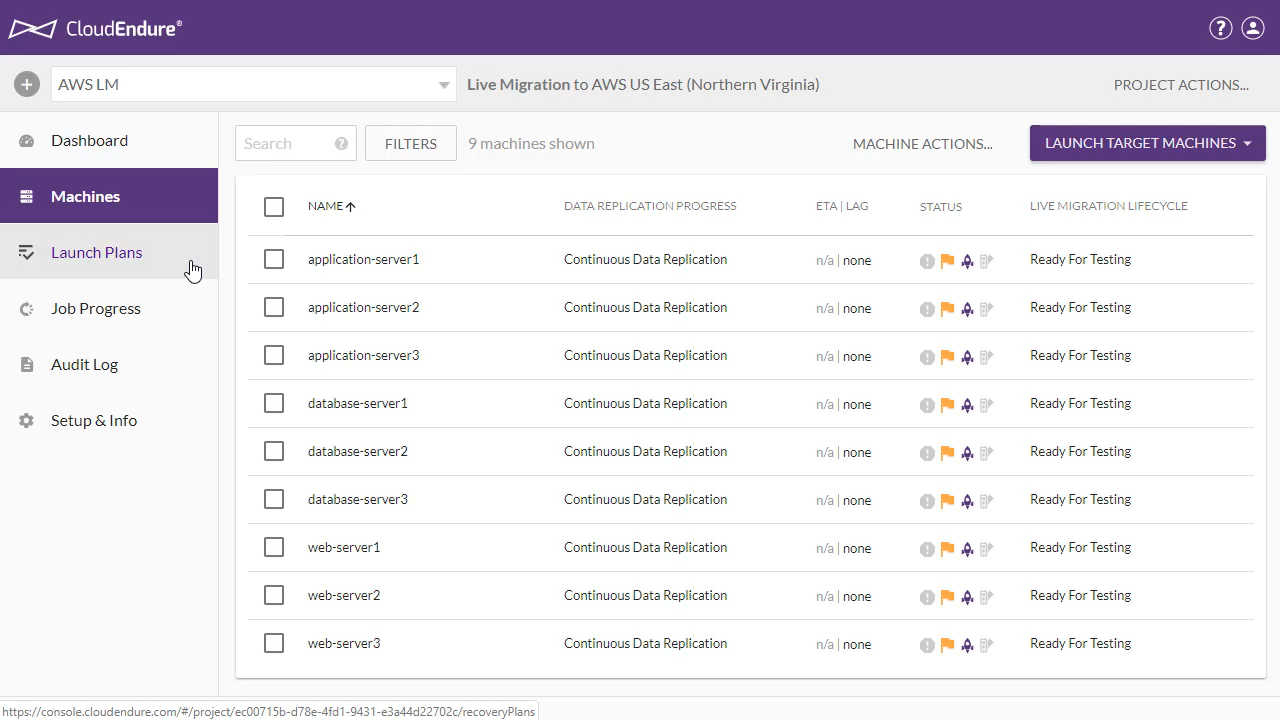 CloudEndure®
?
+
AWS LM
Live Migration to AWS US East (Northern Virginia)
PROJECT ACTIONS...
Dashboard
Machines
Launch Plans
Job Progress
Audit Log
Setup & Info
Search ?
FILTERS
9 machines shown
MACHINE ACTIONS...
LAUNCH TARGET MACHINES
NAME DATA REPLICATION PROGRESS ETA | LAG STATUS LIVE MIGRATION LIFECYCLE
application-server1 Continuous Data Replication n/a | none Ready For Testing
application-server2 Continuous Data Replication n/a | none Ready For Testing
application-server3 Continuous Data Replication n/a | none Ready For Testing
database-server1 Continuous Data Replication n/a | none Ready For Testing
database-server2 Continuous Data Replication n/a | none Ready For Testing
database-server3 Continuous Data Replication n/a | none Ready For Testing
web-server1 Continuous Data Replication n/a | none Ready For Testing
web-server2 Continuous Data Replication n/a | none Ready For Testing
web-server3 Continuous Data Replication n/a | none Ready For Testing
https://console.cloudendure.com/#/project/ec00715b-d78e-4fd1-9431-e3a44d22702c/recoveryPlans